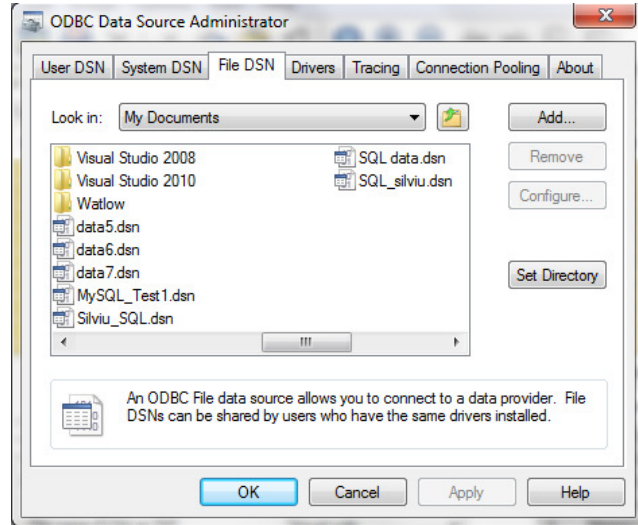 ODBC Data Source Administrator
User DSN System DSN File DSN Drivers Tracing Connection Pooling About
Look in: My Documents Add...
Visual Studio 2008 SQL data.dsn Remove
Visual Studio 2010 SQL_silviu.dsn
Watlow Configure...
data5.dsn
data6.dsn
data7.dsn Set Directory
MySQL_Test1.dsn
Silviu_SQL.dsn
An ODBC File data source allows you to connect to a data provider. File
DSNs can be shared by users who have the same drivers installed.
OK Cancel Apply Help